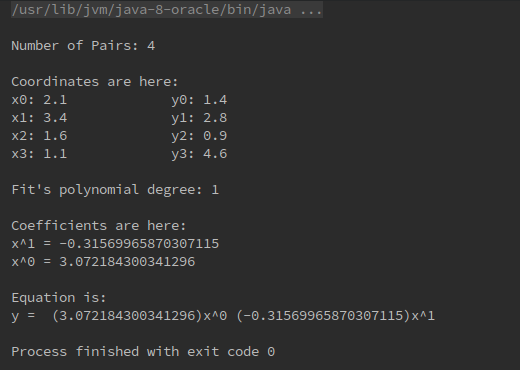 /usr/lib/jvm/java-8-oracle/bin/java ...
Number of Pairs: 4
Coordinates are here:
x0: 2.1 y0: 1.4
x1: 3.4 y1: 2.8
x2: 1.6 y2: 0.9
x3: 1.1 y3: 4.6
Fit's polynomial degree: 1
Coefficients are here:
x^1 = -0.31569965870307115
x^0 = 3.072184300341296
Equation is:
y =  (3.072184300341296)x^0 (-0.31569965870307115)x^1
Process finished with exit code 0